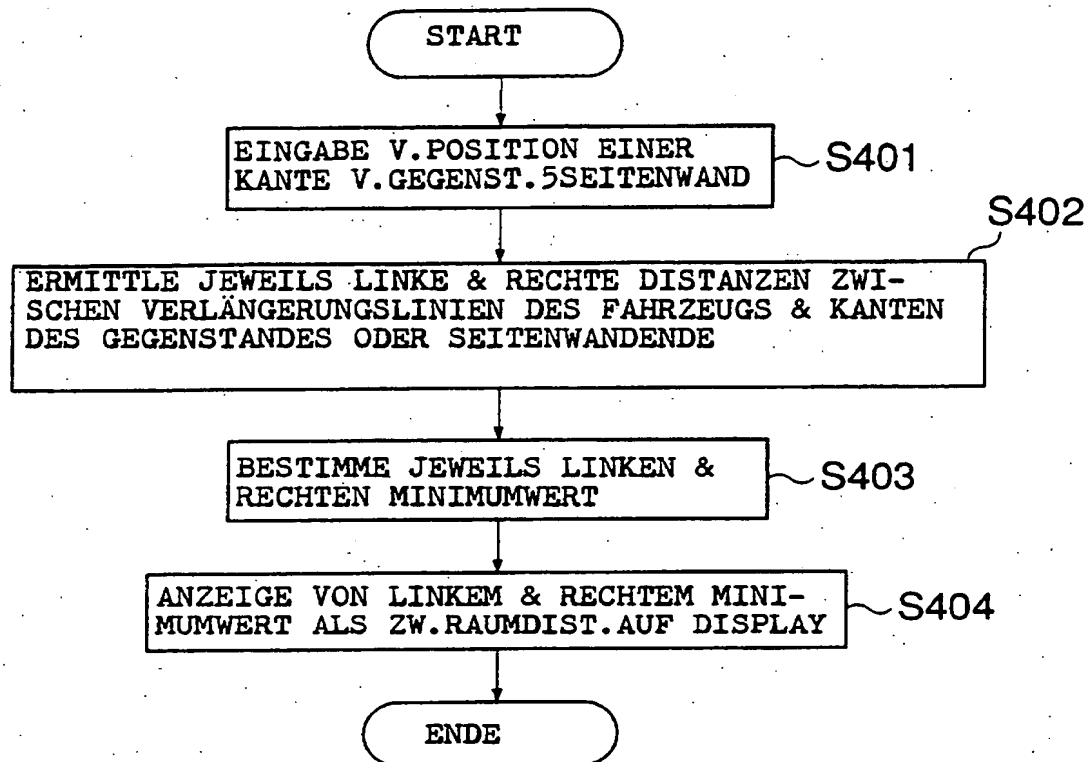 START
EINGABE V.POSITION EINER
KANTE V.GEGENST.5SEITENWAND
S401
S402
ERMITTLE JEWEILS LINKE & RECHTE DISTANZEN ZWI-
SCHEN VERLÄNGERUNGSLINIEN DES FAHRZEUGS & KANTEN
DES GEGENSTANDES ODER SEITENWANDENDE
BESTIMME JEWEILS LINKEN &
RECHTEN MINIMUMWERT
S403
ANZEIGE VON LINKEM & RECHTEM MINI-
MUMWERT ALS ZW.RAUMDIST.AUF DISPLAY
S404
ENDE